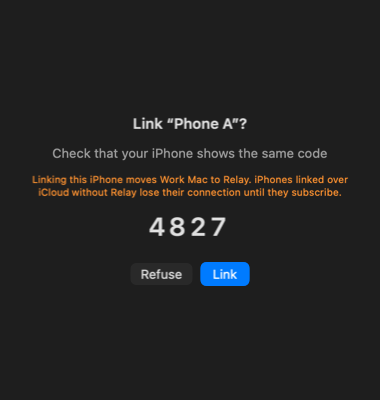 Link “Phone A”?
Check that your iPhone shows the same code
Linking this iPhone moves Work Mac to Relay. iPhones linked over
iCloud without Relay lose their connection until they subscribe.
4827
Refuse
Link